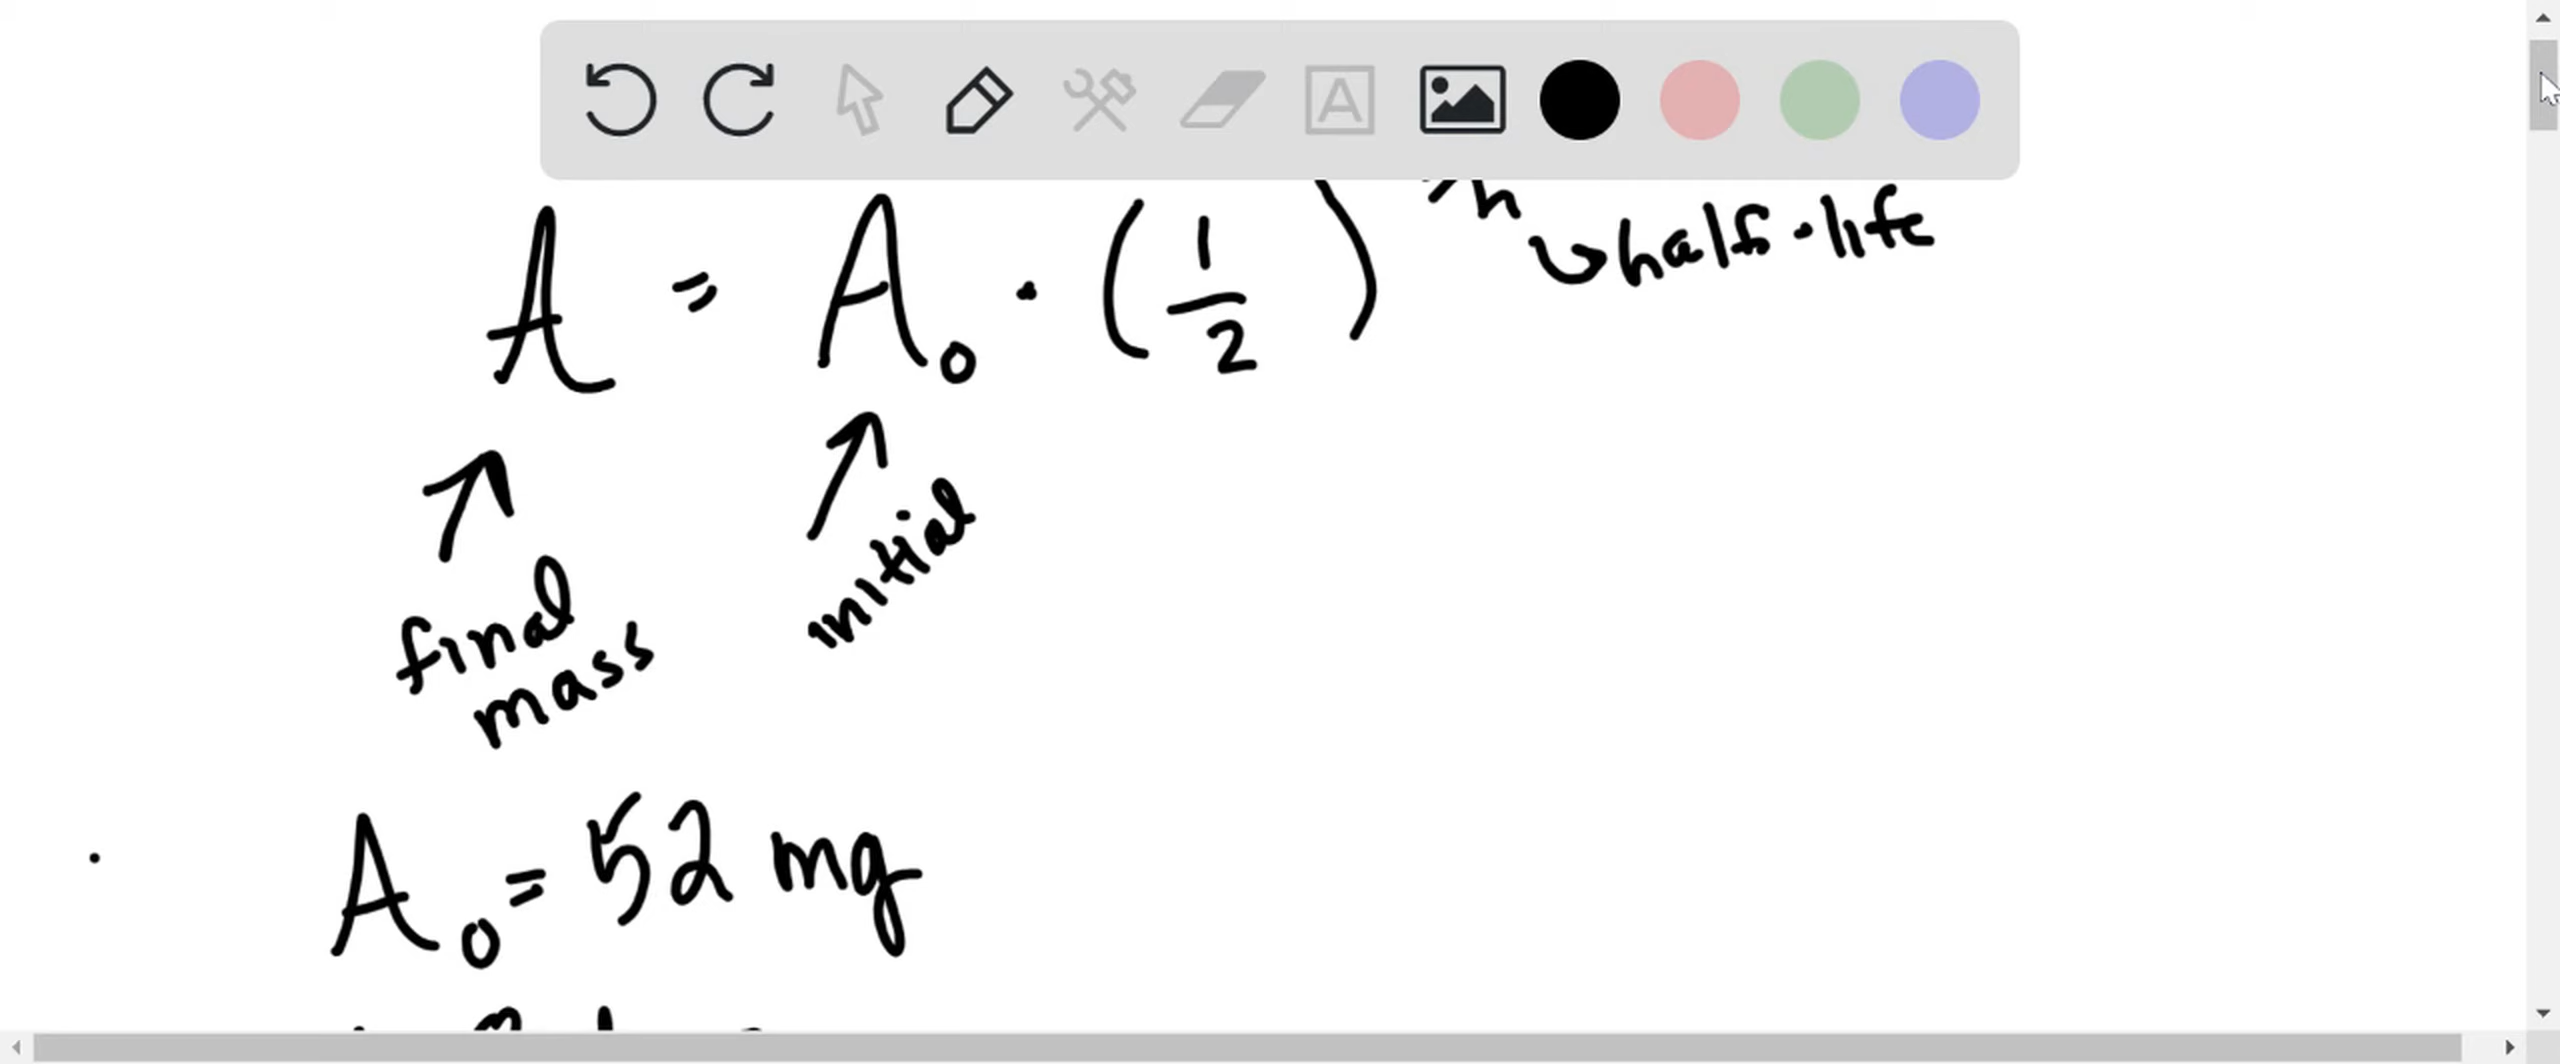 A = A₀ · (1/2) h half-life
final mass
initial
A₀ = 52 mg